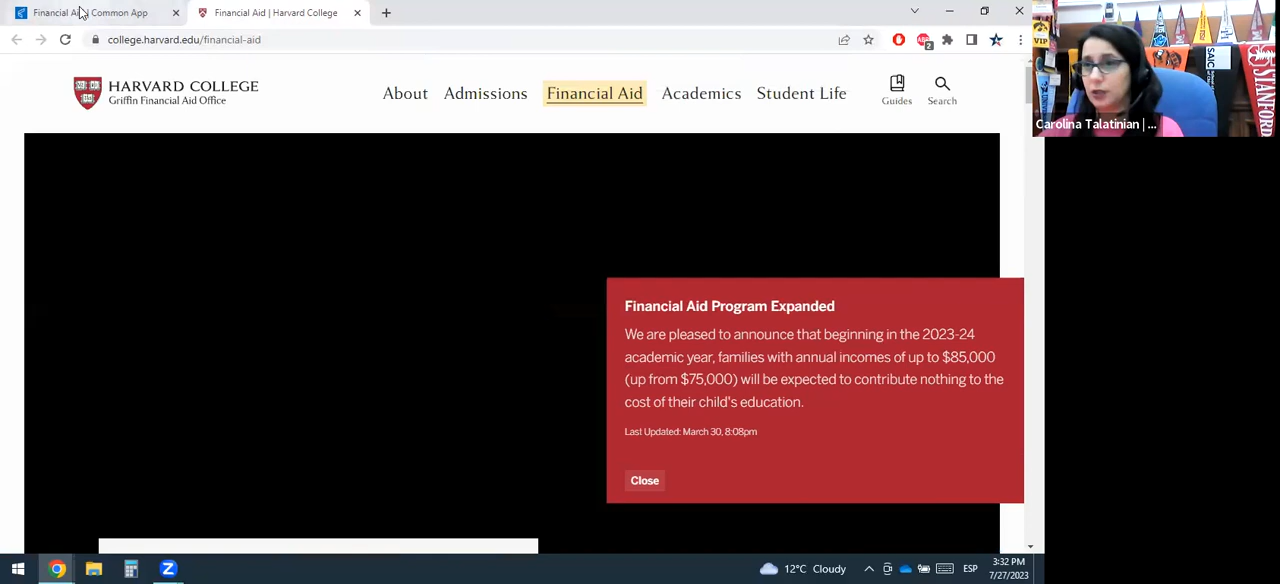 Financial Aid | Common App
Financial Aid | Harvard College
college.harvard.edu/financial-aid
2
HARVARD COLLEGE
Griffin Financial Aid Office
About Admissions Financial Aid Academics Student Life
Guides
Search
VIP
SAIC
STANFORD
Carolina Talatinian | ...
Financial Aid Program Expanded
We are pleased to announce that beginning in the 2023-24
academic year, families with annual incomes of up to $85,000
(up from $75,000) will be expected to contribute nothing to the
cost of their child's education.
Last Updated: March 30, 8:08pm
Close
12°C Cloudy
ESP
3:32 PM
7/27/2023